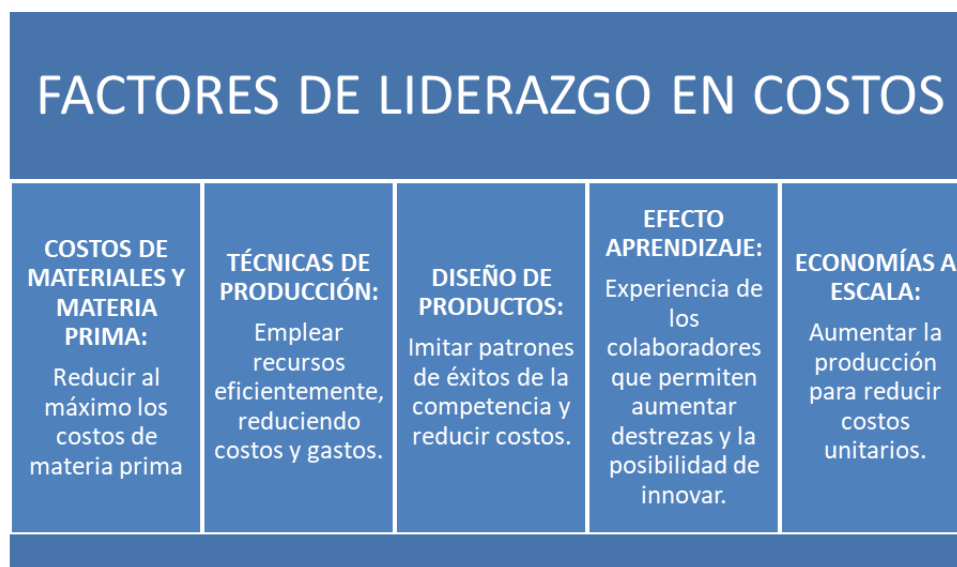 FACTORES DE LIDERAZGO EN COSTOS
COSTOS DE
MATERIALES Y
MATERIA
PRIMA:
Reducir al
máximo los
costos de
materia prima
TÉCNICAS DE
PRODUCCIÓN:
Emplear
recursos
eficientemente,
reduciendo
costos y gastos.
DISEÑO DE
PRODUCTOS:
Imitar patrones
de éxitos de la
competencia y
reducir costos.
EFECTO
APRENDIZAJE:
Experiencia de
los
colaboradores
que permiten
aumentar
destrezas y la
posibilidad de
innovar.
ECONOMÍAS A
ESCALA:
Aumentar la
producción
para reducir
costos
unitarios.